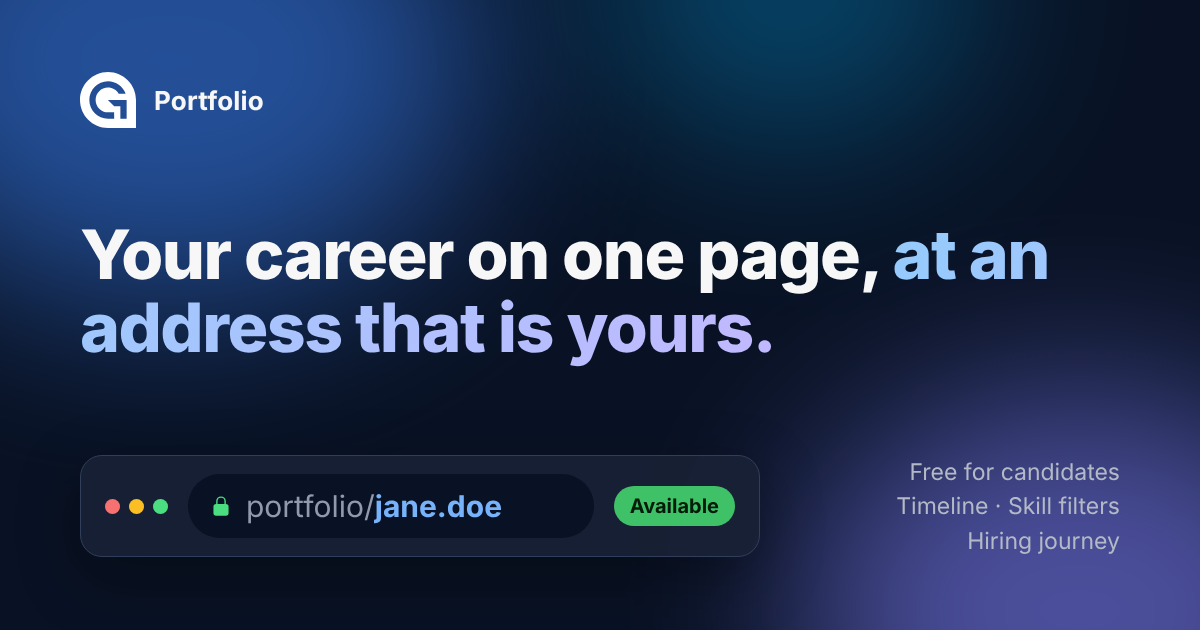 Portfolio
Your career on one page, at an
address that is yours.
portfolio/jane.doe
Available
Free for candidates
Timeline · Skill filters
Hiring journey